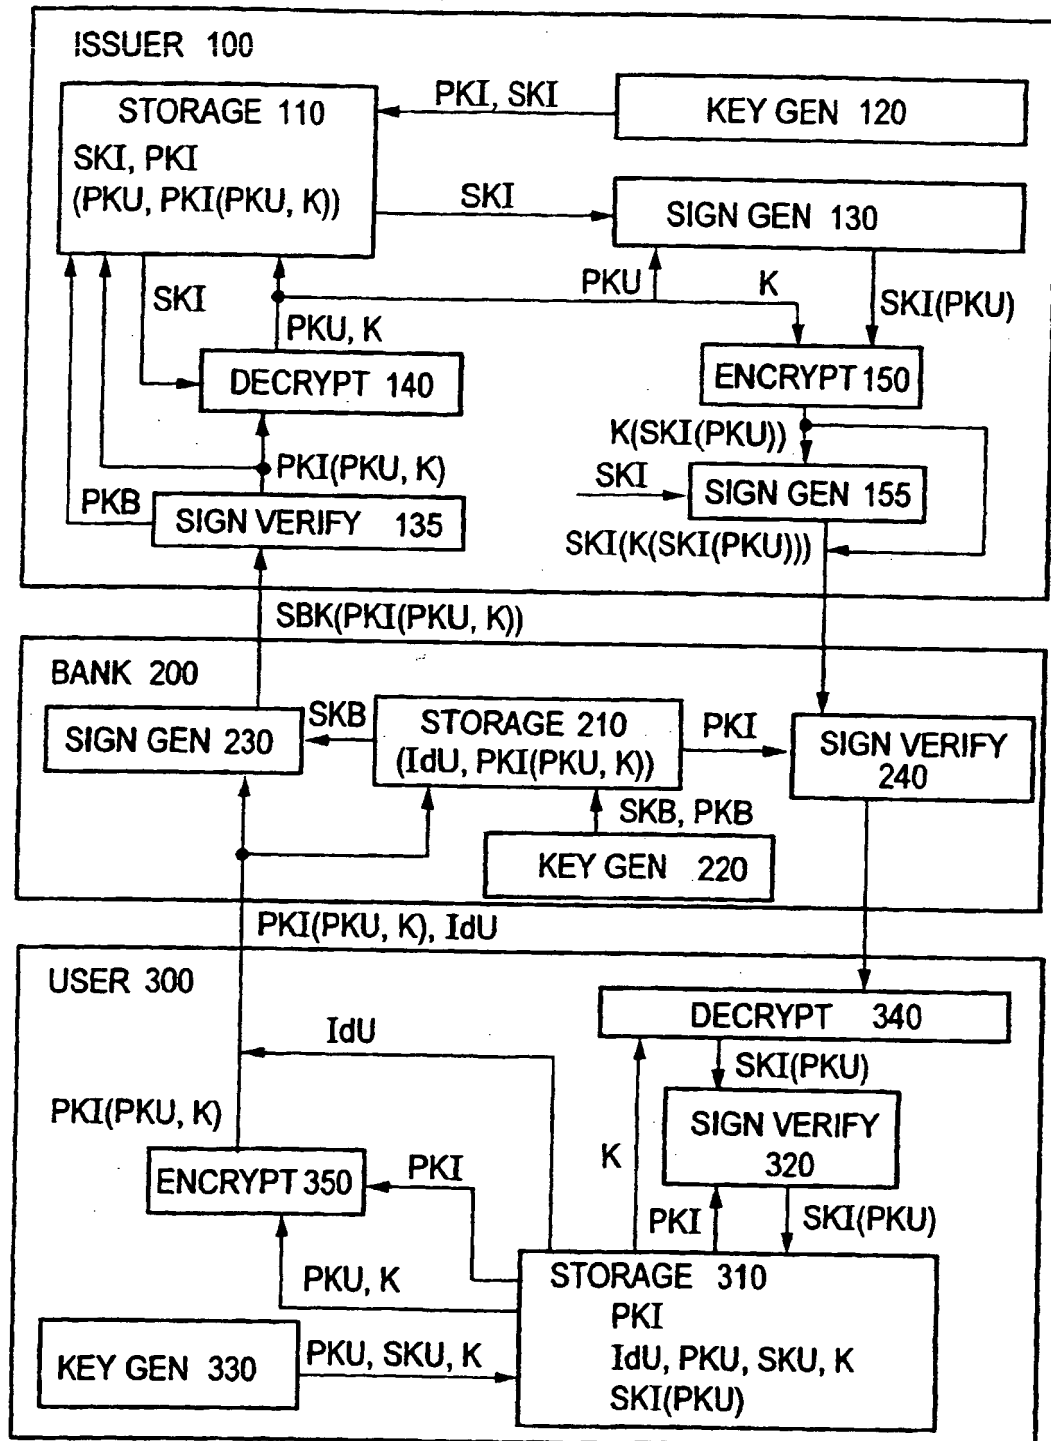 ISSUER 100
STORAGE 110
SKI, PKI
(PKU, PKI(PKU, K))
PKI, SKI
KEY GEN 120
SKI
SIGN GEN 130
SKI
PKU, K
PKU
K
SKI(PKU)
DECRYPT 140
ENCRYPT 150
K(SKI(PKU))
PKI(PKU, K)
PKB
SKI
SIGN GEN 155
SIGN VERIFY 135
SKI(K(SKI(PKU)))
SBK(PKI(PKU, K))
BANK 200
SIGN GEN 230
SKB
STORAGE 210
(IdU, PKI(PKU, K))
PKI
SIGN VERIFY
240
SKB, PKB
KEY GEN 220
PKI(PKU, K), IdU
USER 300
DECRYPT 340
IdU
SKI(PKU)
PKI(PKU, K)
SIGN VERIFY
320
K
ENCRYPT 350
PKI
PKI
SKI(PKU)
PKU, K
STORAGE 310
PKI
IdU, PKU, SKU, K
SKI(PKU)
KEY GEN 330
PKU, SKU, K